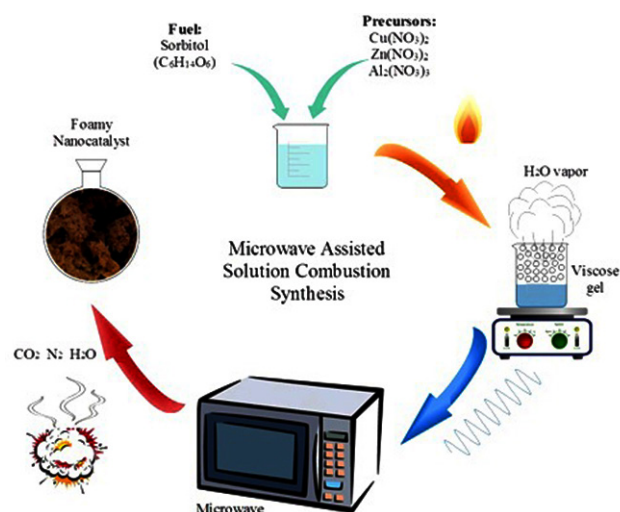 Fuel:
Sorbitol
(C₆H₁₄O₆)
Precursors:
Cu(NO₃)₂
Zn(NO₃)₂
Al₂(NO₃)₃
Foamy
Nanocatalyst
H₂O vapor
Viscose
gel
Microwave Assisted
Solution Combustion
Synthesis
CO₂ N₂ H₂O
Microwave